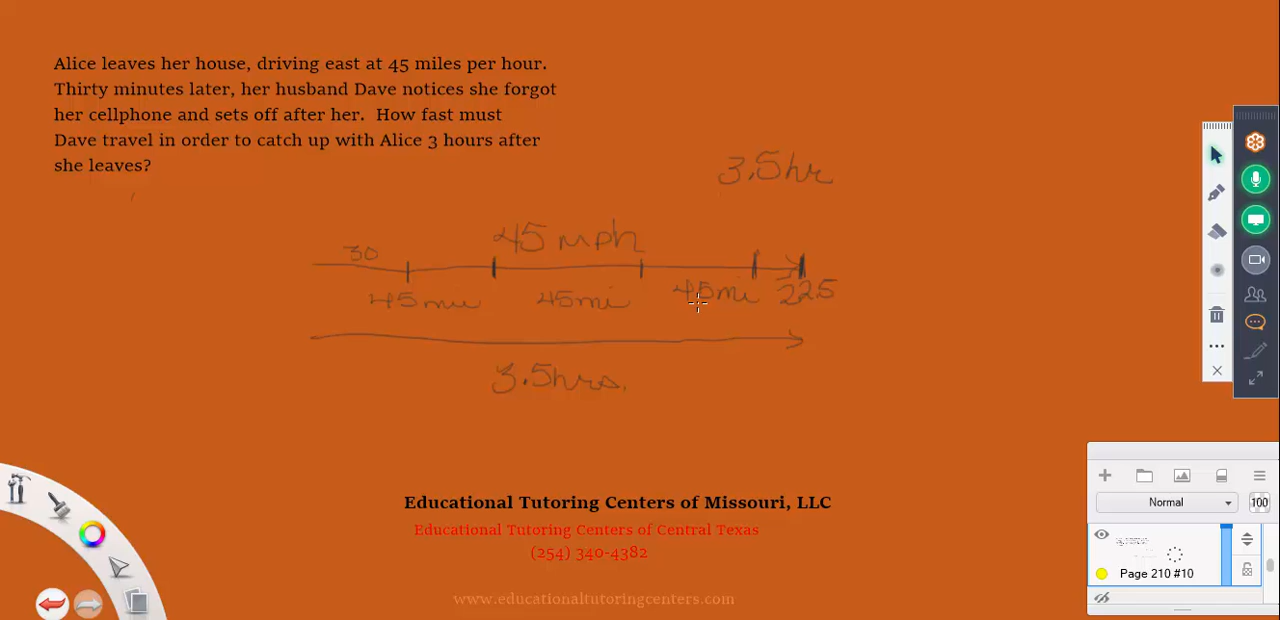 Alice leaves her house, driving east at 45 miles per hour.
Thirty minutes later, her husband Dave notices she forgot
her cellphone and sets off after her. How fast must
Dave travel in order to catch up with Alice 3 hours after
she leaves?
3.5hr
45 mph
30
45mi 45mi 45mi 225
3.5hrs.
Educational Tutoring Centers of Missouri, LLC
Educational Tutoring Centers of Central Texas
(254) 340-4382
www.educationaltutoringcenters.com
Normal 100
Page 210 #10